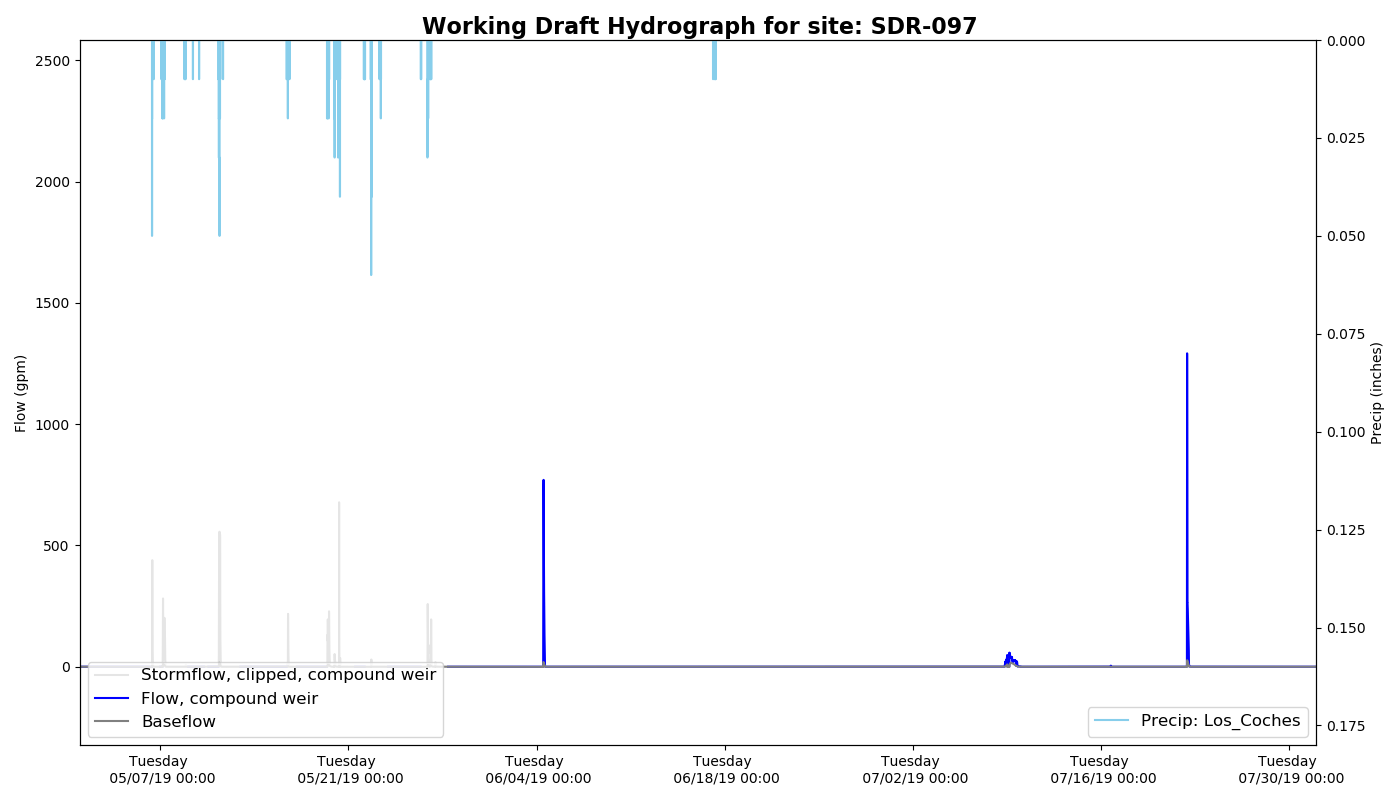 Working Draft Hydrograph for site: SDR-097
2500
2000
1500
1000
500
0
Flow (gpm)
0.000
0.025
0.050
0.075
0.100
0.125
0.150
0.175
Precip (inches)
Stormflow, clipped, compound weir
Flow, compound weir
Baseflow
Precip: Los_Coches
Tuesday
05/07/19 00:00
Tuesday
05/21/19 00:00
Tuesday
06/04/19 00:00
Tuesday
06/18/19 00:00
Tuesday
07/02/19 00:00
Tuesday
07/16/19 00:00
Tuesday
07/30/19 00:00